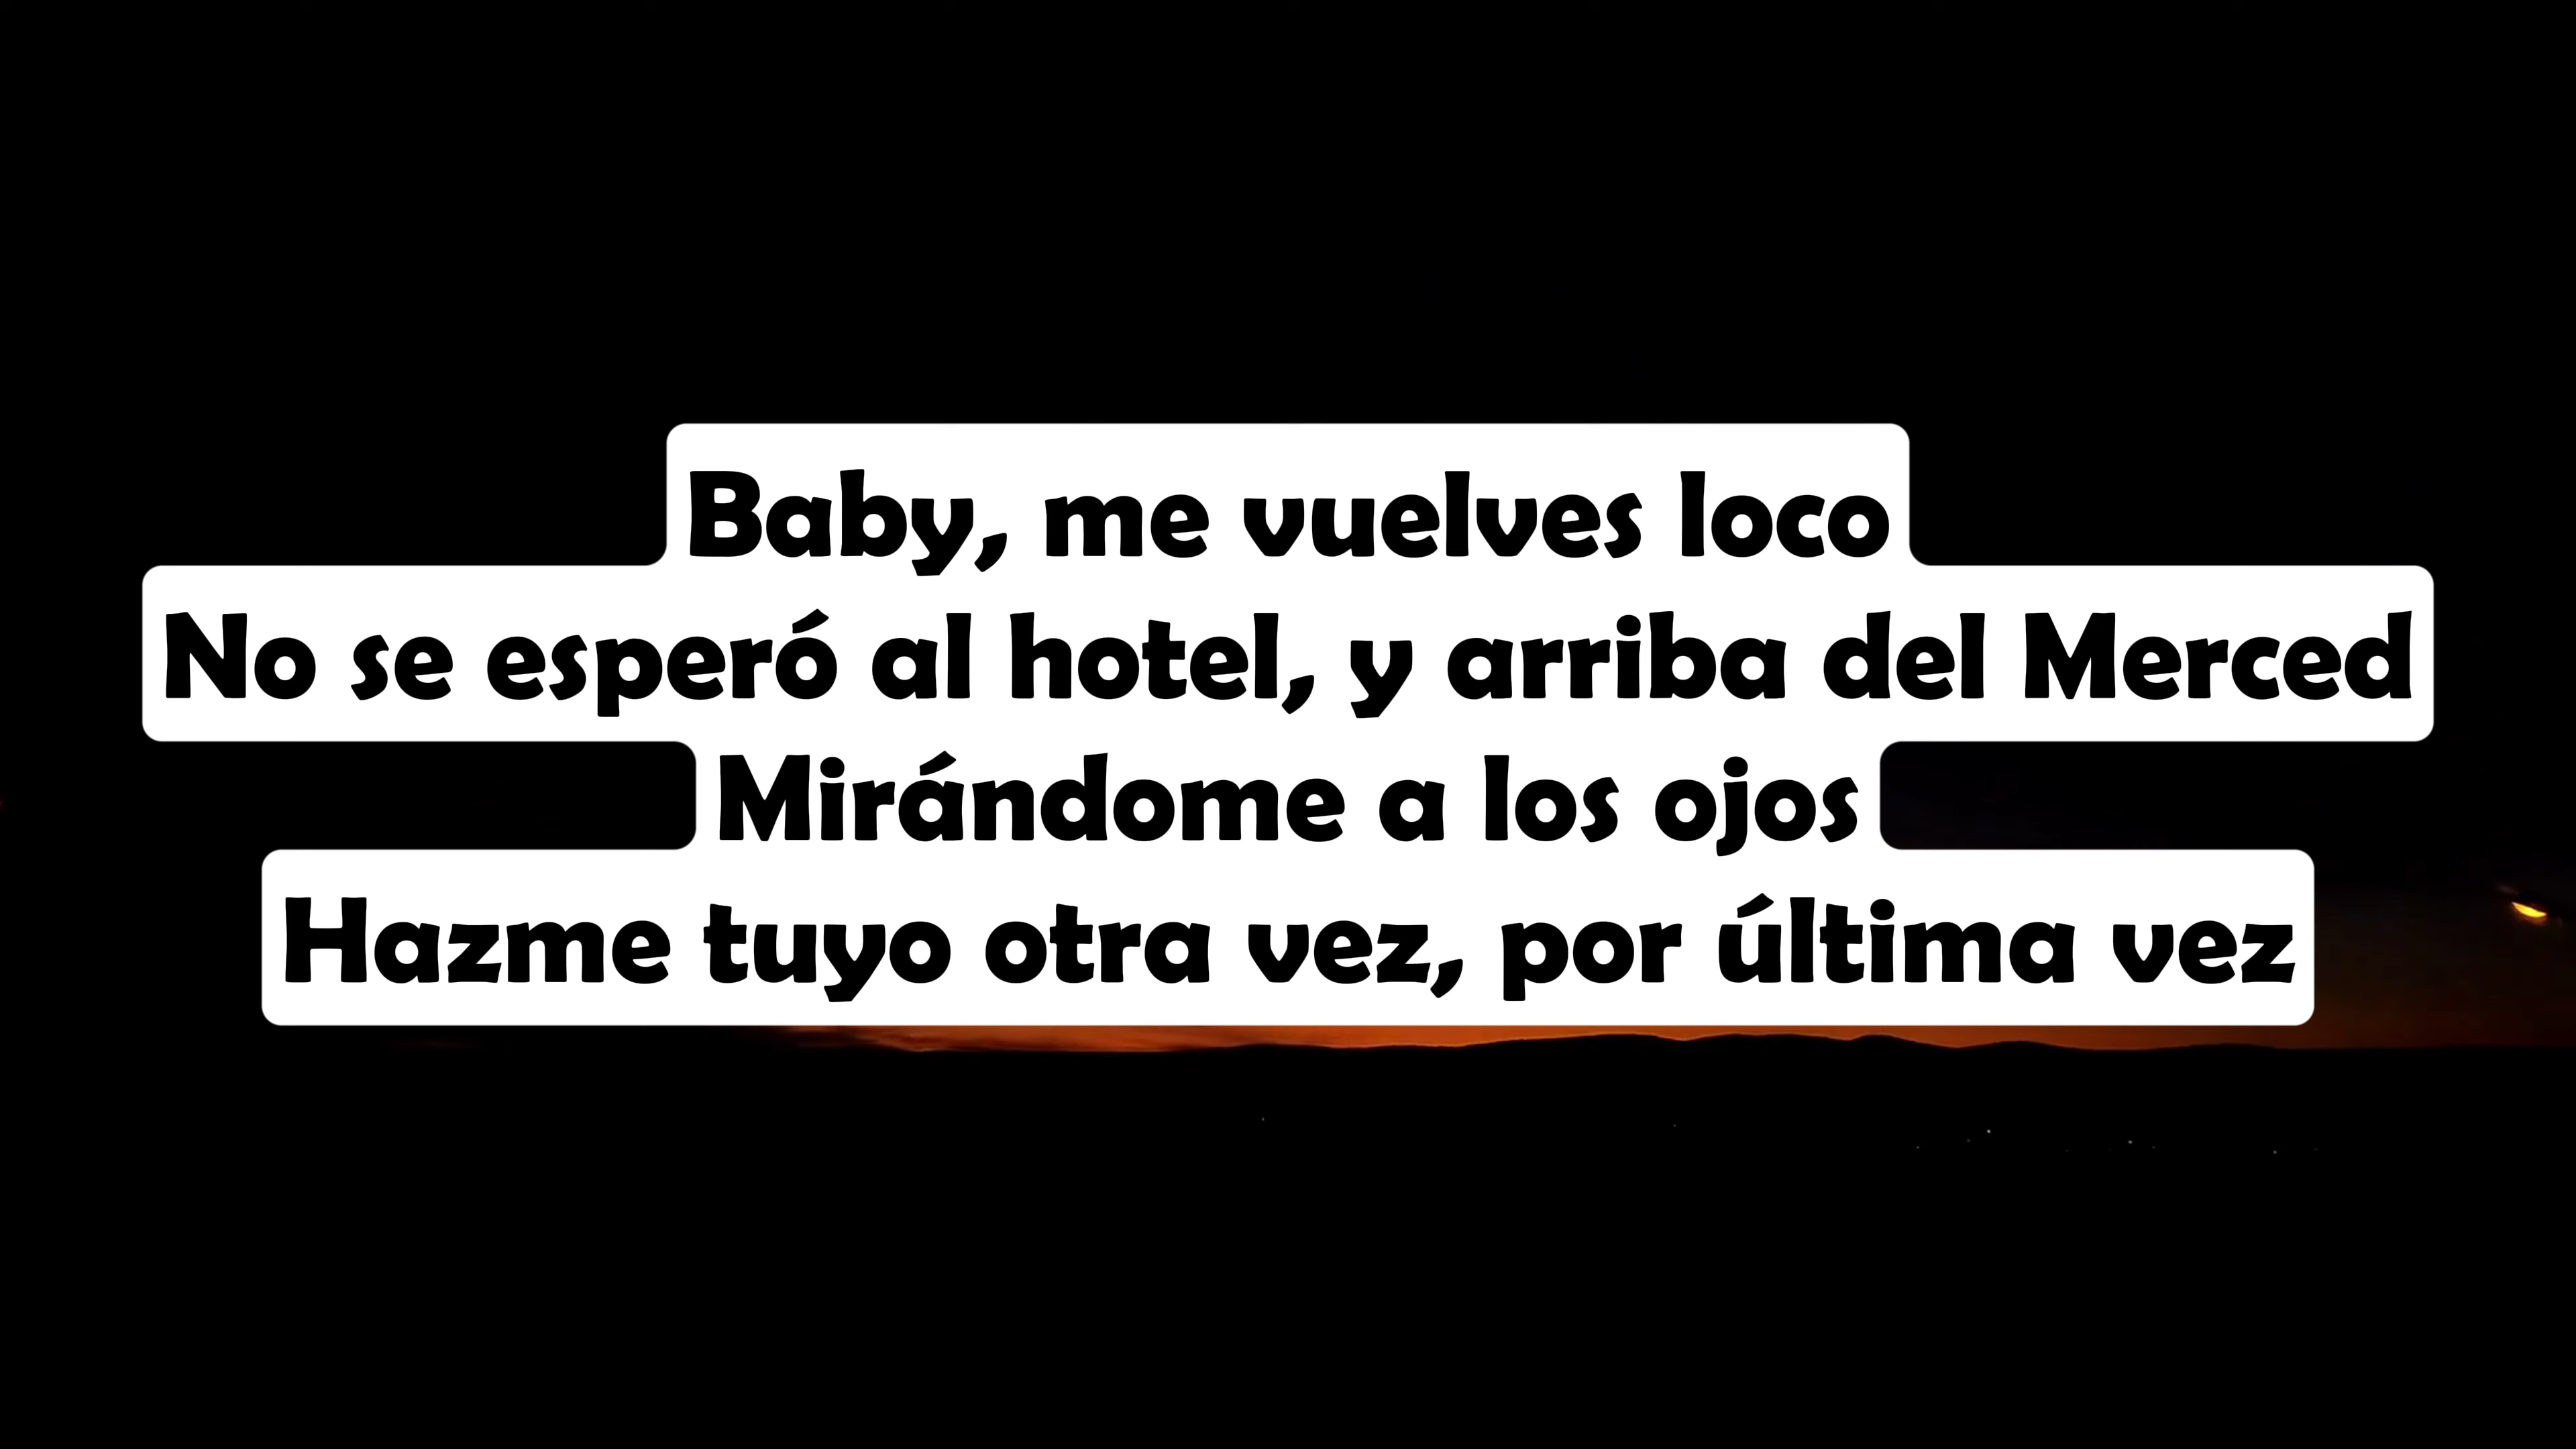 Baby, me vuelves loco
No se esperó al hotel, y arriba del Merced
Mirándome a los ojos
Hazme tuyo otra vez, por última vez